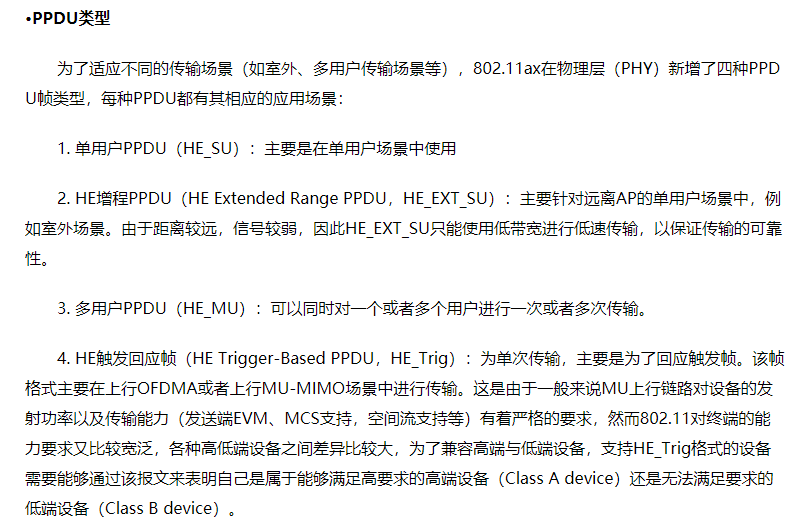 •PPDU类型
为了适应不同的传输场景（如室外、多用户传输场景等），802.11ax在物理层（PHY）新增了四种PPD
U帧类型，每种PPDU都有其相应的应用场景：
1. 单用户PPDU（HE_SU）：主要是在单用户场景中使用
2. HE增程PPDU（HE Extended Range PPDU，HE_EXT_SU）：主要针对远离AP的单用户场景中，例
如室外场景。由于距离较远，信号较弱，因此HE_EXT_SU只能使用低带宽进行低速传输，以保证传输的可靠
性。
3. 多用户PPDU（HE_MU）：可以同时对一个或者多个用户进行一次或者多次传输。
4. HE触发回应帧（HE Trigger-Based PPDU，HE_Trig）：为单次传输，主要是为了回应触发帧。该帧
格式主要在上行OFDMA或者上行MU-MIMO场景中进行传输。这是由于一般来说MU上行链路对设备的发
射功率以及传输能力（发送端EVM、MCS支持，空间流支持等）有着严格的要求，然而802.11对终端的能
力要求又比较宽泛，各种高低端设备之间差异比较大，为了兼容高端与低端设备，支持HE_Trig格式的设备
需要能够通过该报文来表明自己是属于能够满足高要求的高端设备（Class A device）还是无法满足要求的
低端设备（Class B device）。